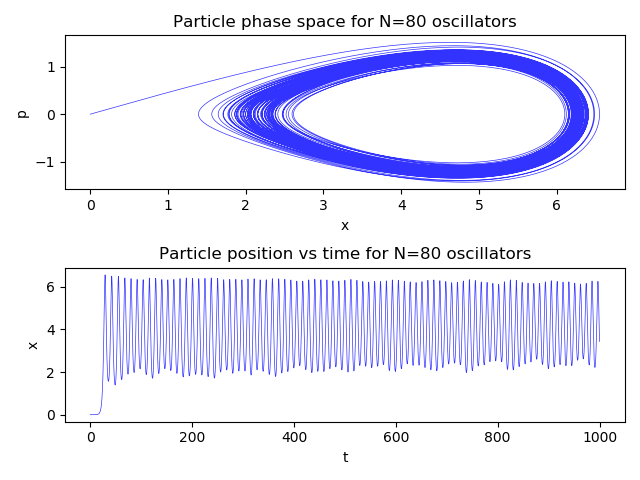 Particle phase space for N=80 oscillators
1
0
−1
p
0 1 2 3 4 5 6
x
Particle position vs time for N=80 oscillators
6
4
2
0
x
0 200 400 600 800 1000
t